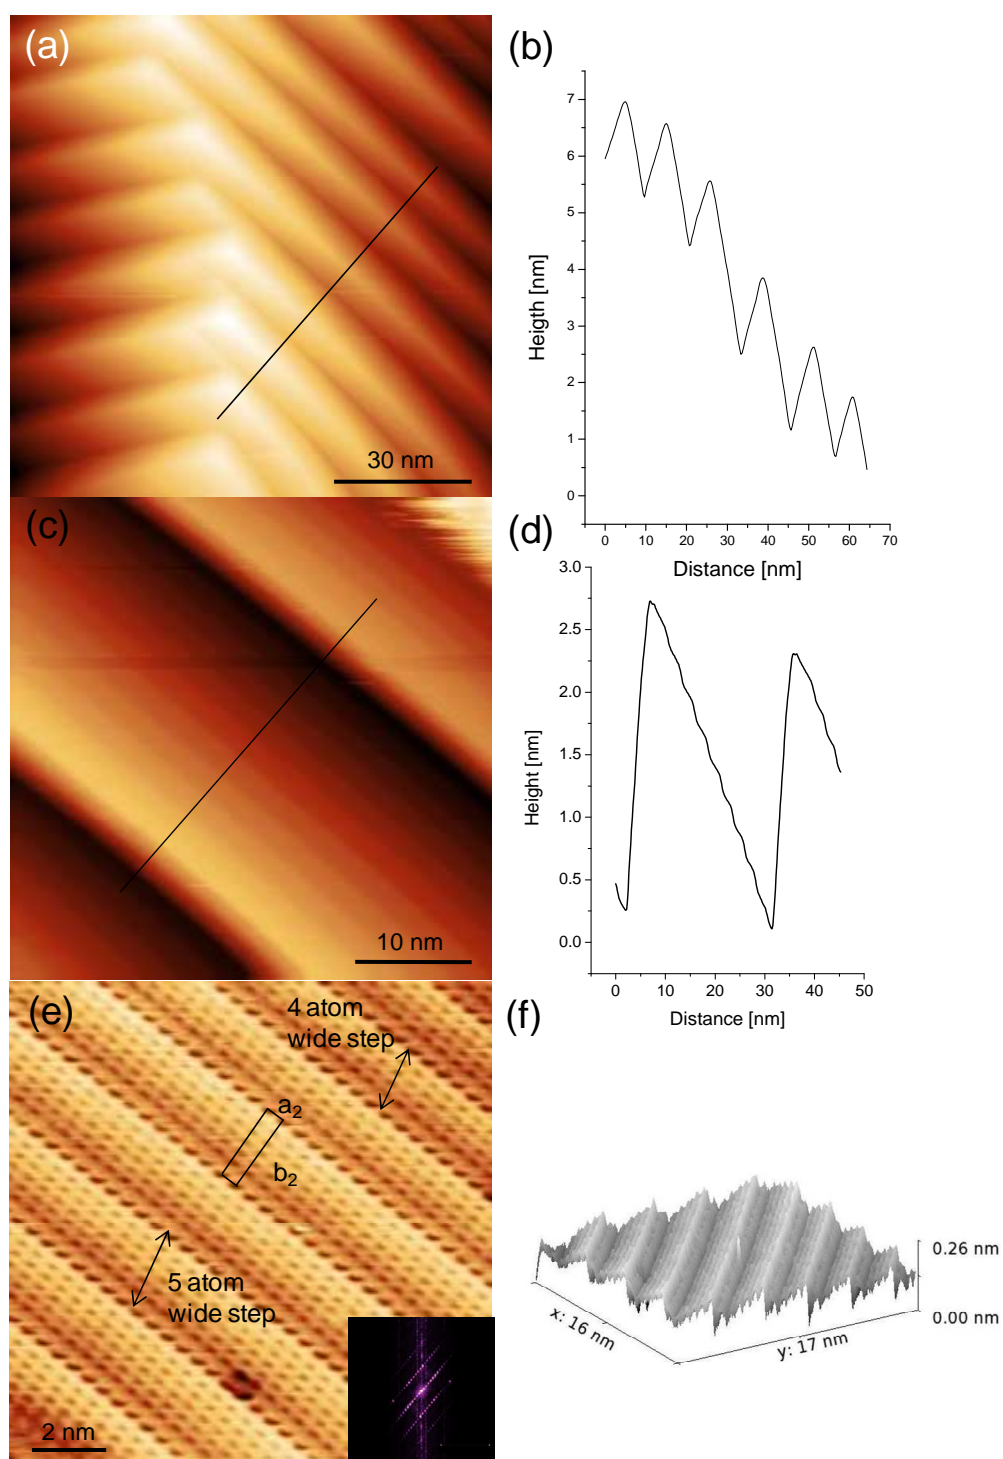 (a)
30 nm
(b)
7
6
5
4
3
2
1
0
Heigth [nm]
0 10 20 30 40 50 60 70
Distance [nm]
(c)
10 nm
(d)
3.0
2.5
2.0
1.5
1.0
0.5
0.0
Height [nm]
0 10 20 30 40 50
Distance [nm]
(e)
4 atom
wide step
a2
b2
5 atom
wide step
2 nm
(f)
0.26 nm
0.00 nm
x: 16 nm
y: 17 nm